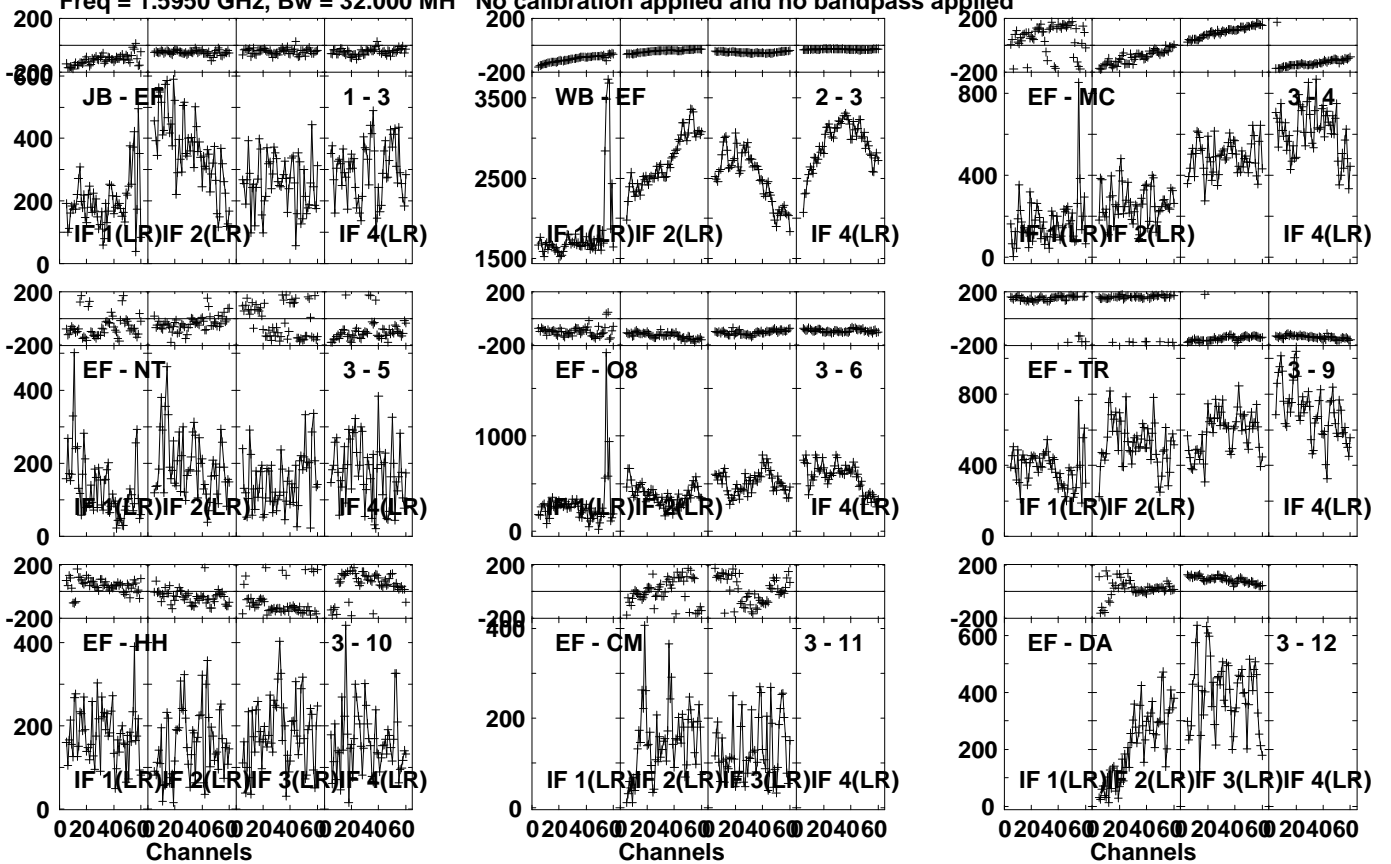 Freq = 1.5950 GHz, Bw = 32.000 MH No calibration applied and no bandpass applied
200 200 200
-200 -200 -200
600 JB - EF 1 - 3 3500 WB - EF 2 - 3 800 EF - MC 3 - 4
400 2500 400
200
IF 1(LR) IF 2(LR) IF 4(LR) IF 1(LR) IF 2(LR) IF 4(LR) IF 1(LR) IF 2(LR) IF 4(LR)
0 1500 0
200 200 200
-200 -200 -200
EF - NT 3 - 5 EF - O8 3 - 6 EF - TR 3 - 9
400 1000 800
200 400
IF 1(LR) IF 2(LR) IF 4(LR) IF 1(LR) IF 2(LR) IF 4(LR) IF 1(LR) IF 2(LR) IF 4(LR)
0 0 0
200 200 200
-200 -200 -200
400 EF - HH 3 - 10 400 EF - CM 3 - 11 600 EF - DA 3 - 12
200 200 400
200
IF 1(LR) IF 2(LR) IF 3(LR) IF 4(LR) IF 1(LR) IF 2(LR) IF 3(LR) IF 4(LR) IF 1(LR) IF 2(LR) IF 3(LR) IF 4(LR)
0 0 0
0 20 40 60 0 20 40 60 0 20 40 60 0 20 40 60 0 20 40 60 0 20 40 60 0 20 40 60 0 20 40 60 0 20 40 60 0 20 40 60 0 20 40 60 0 20 40 60
Channels Channels Channels